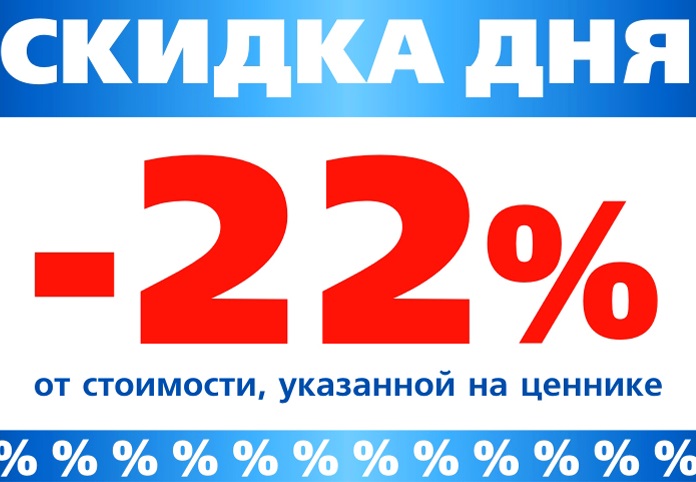 СКИДКА ДНЯ
-22%
от стоимости, указанной на ценнике
% % % % % % % % % % % % %